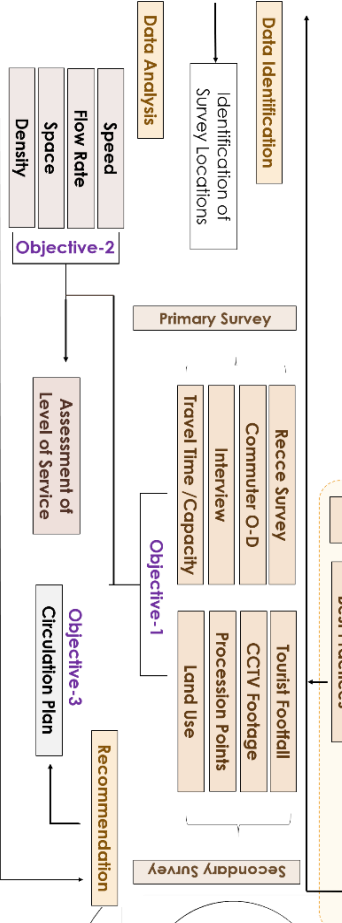 Data Identification
Identification of
Survey Locations
Primary Survey
Recce Survey
Commuter O-D
Interview
Travel Time /Capacity
Tourist Footfall
CCTV Footage
Procession Points
Land Use
Secondary Survey
Objective-1
Data Analysis
Speed
Flow Rate
Space
Density
Objective-2
Assessment of
Level of Service
Objective-3
Circulation Plan
Recommendation